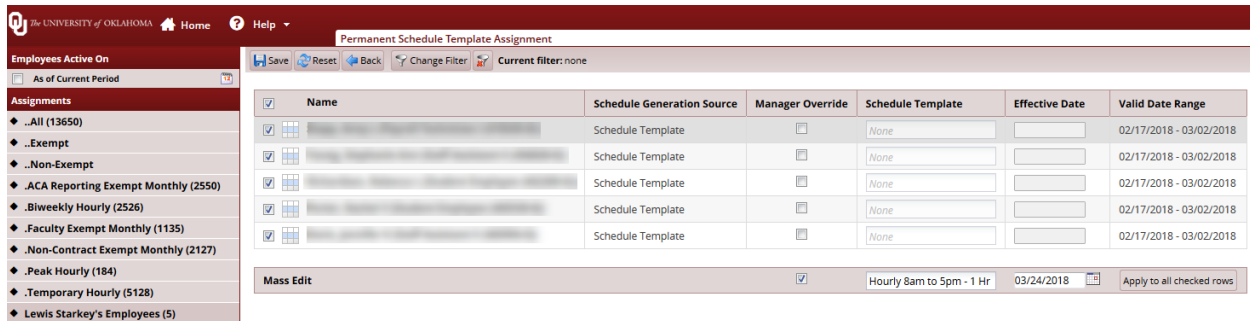 The UNIVERSITY of OKLAHOMA Home Help
Permanent Schedule Template Assignment
Employees Active On
As of Current Period
Save Reset Back Change Filter Current filter: none
Assignments
..All (13650)
..Exempt
..Non-Exempt
.ACA Reporting Exempt Monthly (2550)
.Biweekly Hourly (2526)
.Faculty Exempt Monthly (1135)
.Non-Contract Exempt Monthly (2127)
.Peak Hourly (184)
.Temporary Hourly (5128)
Lewis Starkey's Employees (5)
Name Schedule Generation Source Manager Override Schedule Template Effective Date Valid Date Range
Schedule Template None 02/17/2018 - 03/02/2018
Schedule Template None 02/17/2018 - 03/02/2018
Schedule Template None 02/17/2018 - 03/02/2018
Schedule Template None 02/17/2018 - 03/02/2018
Schedule Template None 02/17/2018 - 03/02/2018
Mass Edit Hourly 8am to 5pm - 1 Hr 03/24/2018 Apply to all checked rows